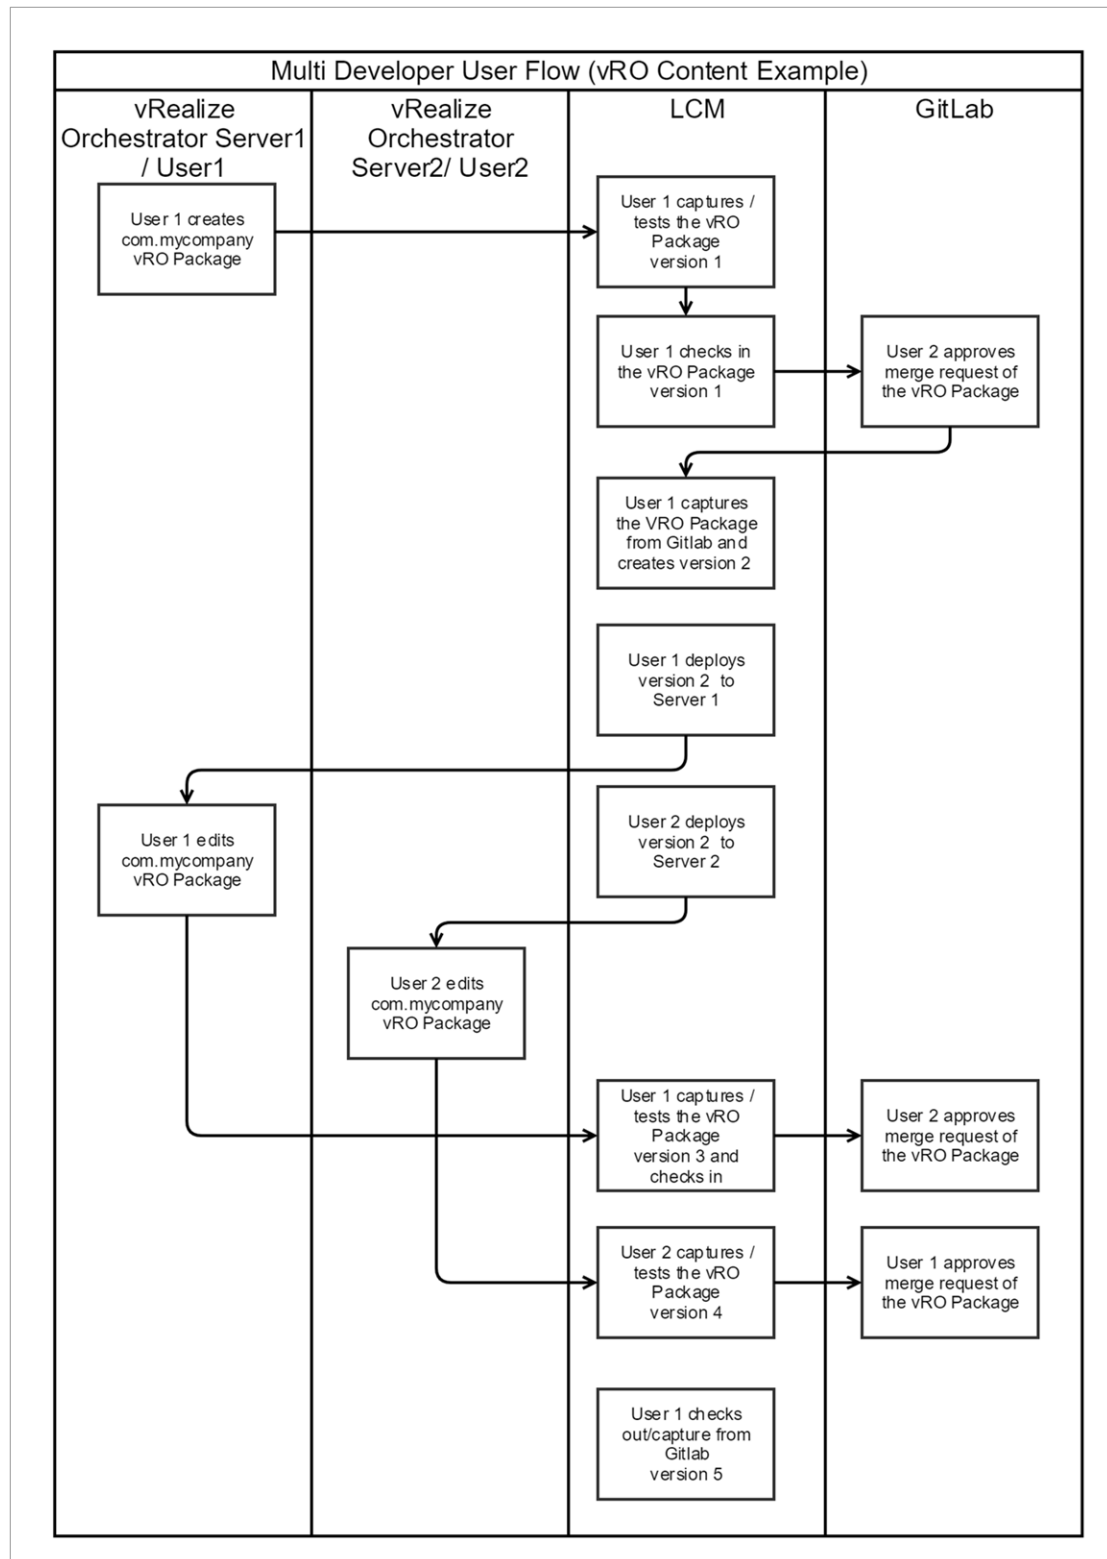 Multi Developer User Flow (vRO Content Example)
vRealize
Orchestrator Server1
/ User1
vRealize
Orchestrator
Server2/ User2
LCM
GitLab
User 1 creates
com.mycompany
vRO Package
User 1 captures /
tests the vRO
Package
version 1
User 1 checks in
the vRO Package
version 1
User 2 approves
merge request of
the vRO Package
User 1 captures
the VRO Package
from Gitlab and
creates version 2
User 1 deploys
version 2 to
Server 1
User 1 edits
com.mycompany
vRO Package
User 2 deploys
version 2 to
Server 2
User 2 edits
com.mycompany
vRO Package
User 1 captures /
tests the vRO
Package
version 3 and
checks in
User 2 approves
merge request of
the vRO Package
User 2 captures /
tests the vRO
Package
version 4
User 1 approves
merge request of
the vRO Package
User 1 checks
out/capture from
Gitlab
version 5